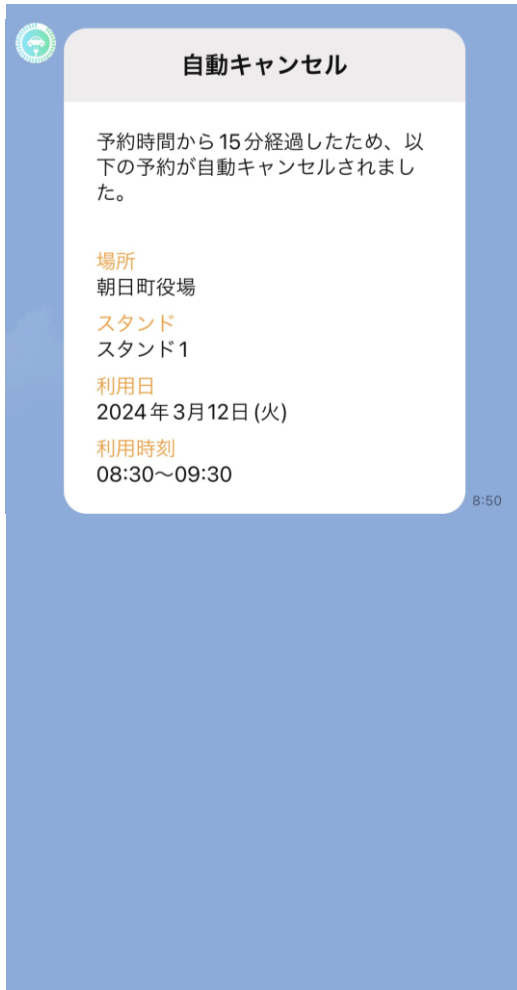 自動キャンセル
予約時間から15分経過したため、以
下の予約が自動キャンセルされまし
た。
場所
朝日町役場
スタンド
スタンド1
利用日
2024年3月12日(火)
利用時刻
08:30〜09:30
8:50